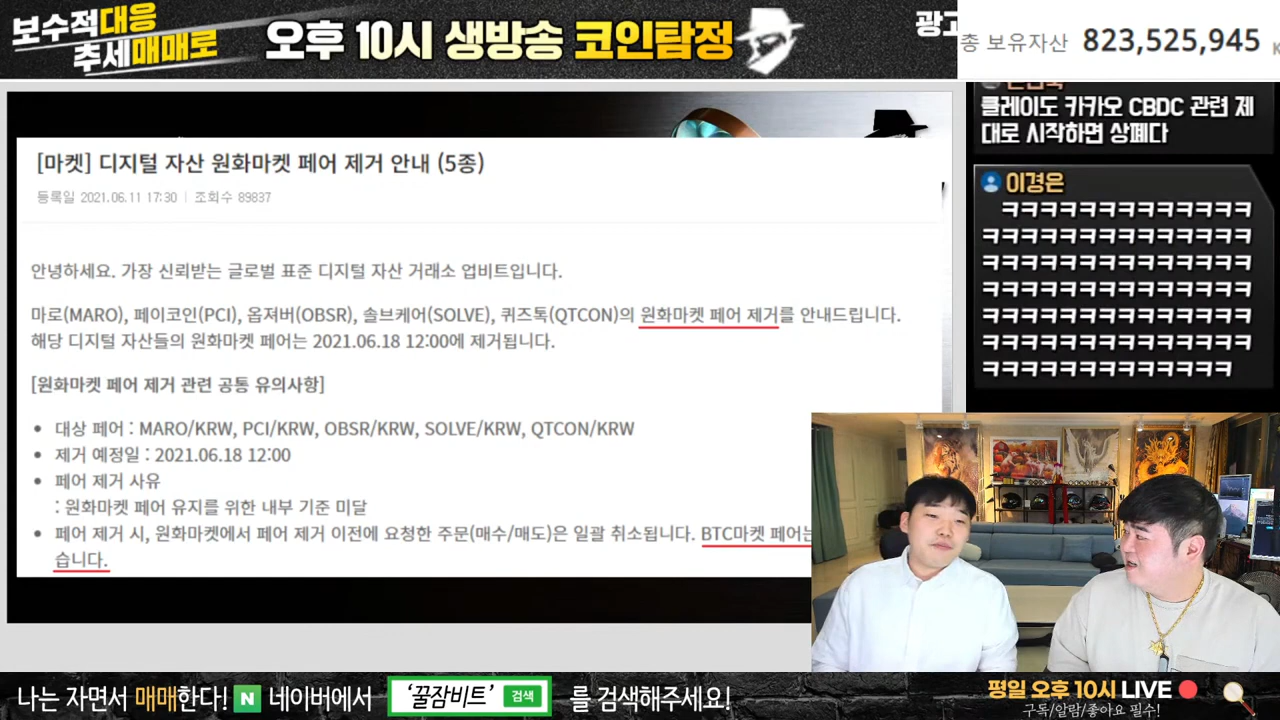 보수적대응
추세매매로
오후 10시 생방송 코인탐정
광고
총 보유자산 823,525,945
클레이도 카카오 CBDC 관련 제
대로 시작하면 상폐다
이경은
ㅋㅋㅋㅋㅋㅋㅋㅋㅋㅋㅋㅋㅋ
ㅋㅋㅋㅋㅋㅋㅋㅋㅋㅋㅋㅋㅋㅋ
ㅋㅋㅋㅋㅋㅋㅋㅋㅋㅋㅋㅋㅋㅋ
ㅋㅋㅋㅋㅋㅋㅋㅋㅋㅋㅋㅋㅋㅋ
ㅋㅋㅋㅋㅋㅋㅋㅋㅋㅋㅋㅋㅋㅋ
ㅋㅋㅋㅋㅋㅋㅋㅋㅋㅋㅋㅋㅋㅋ
ㅋㅋㅋㅋㅋㅋㅋㅋㅋㅋㅋㅋㅋ
[마켓] 디지털 자산 원화마켓 페어 제거 안내 (5종)
등록일 2021.06.11 17:30 | 조회수 89837
안녕하세요. 가장 신뢰받는 글로벌 표준 디지털 자산 거래소 업비트입니다.
마로(MARO), 페이코인(PCI), 옵져버(OBSR), 솔브케어(SOLVE), 퀴즈톡(QTCON)의 원화마켓 페어 제거를 안내드립니다.
해당 디지털 자산들의 원화마켓 페어는 2021.06.18 12:00에 제거됩니다.
[원화마켓 페어 제거 관련 공통 유의사항]
• 대상 페어 : MARO/KRW, PCI/KRW, OBSR/KRW, SOLVE/KRW, QTCON/KRW
• 제거 예정일 : 2021.06.18 12:00
• 페어 제거 사유
: 원화마켓 페어 유지를 위한 내부 기준 미달
• 페어 제거 시, 원화마켓에서 페어 제거 이전에 요청한 주문(매수/매도)은 일괄 취소됩니다. BTC마켓 페어는
습니다.
나는 자면서 매매한다! N 네이버에서 '꿀잠비트' 검색 를 검색해주세요!
평일 오후 10시 LIVE
구독/알람/좋아요 필수!